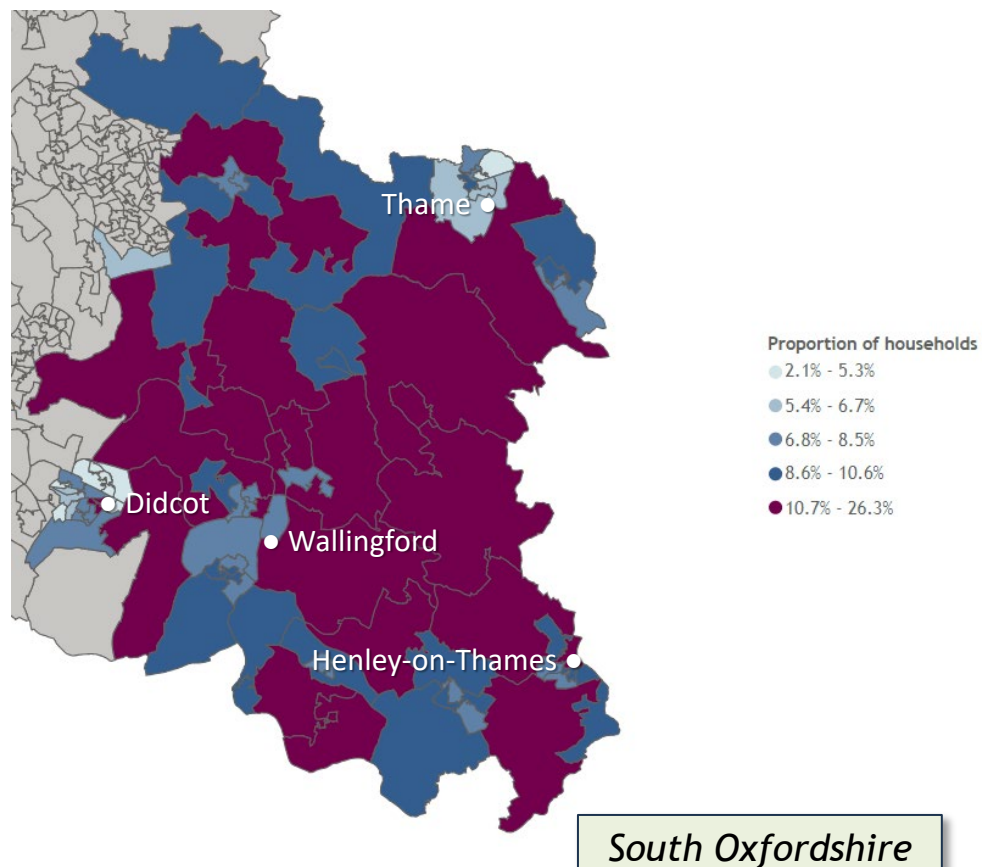 Thame
Proportion of households
2.1% - 5.3%
5.4% - 6.7%
6.8% - 8.5%
8.6% - 10.6%
10.7% - 26.3%
Didcot
Wallingford
Henley-on-Thames
South Oxfordshire